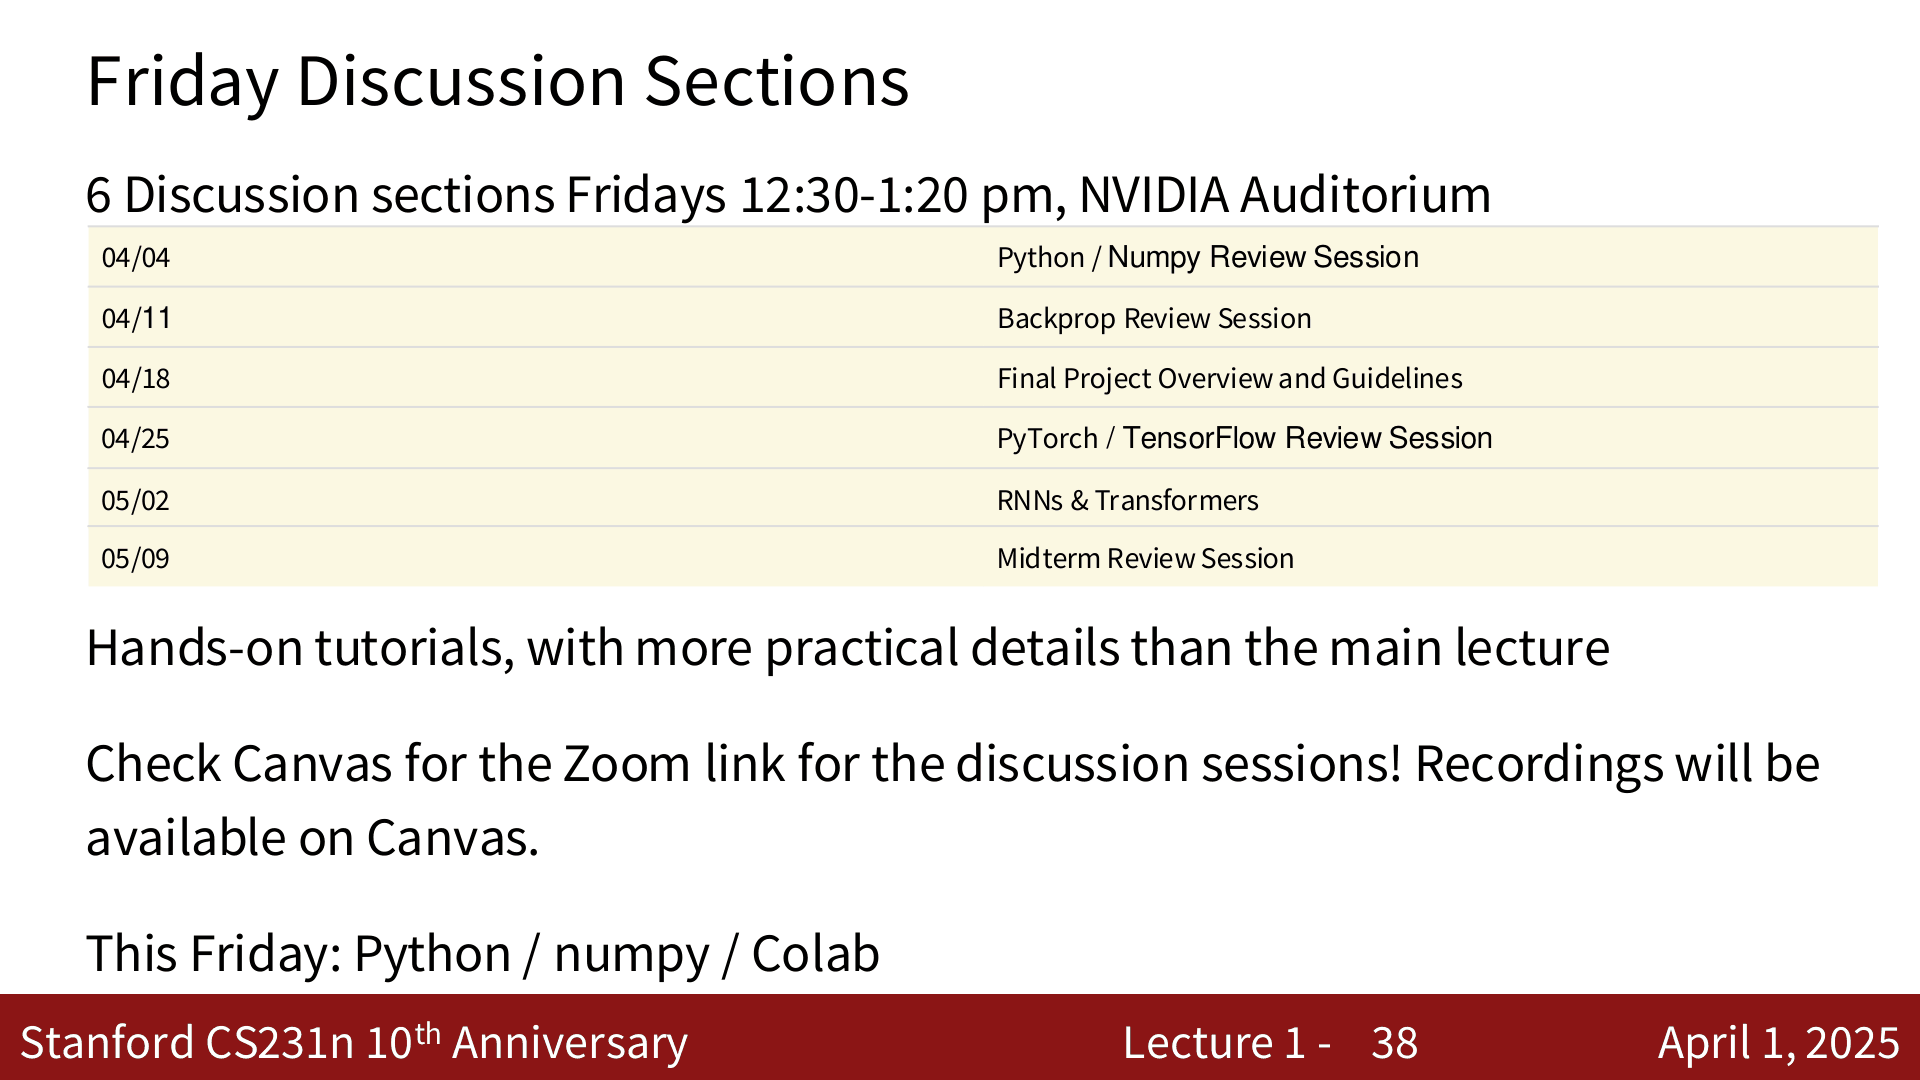 Friday Discussion Sections
6 Discussion sections Fridays 12:30-1:20 pm, NVIDIA Auditorium
04/04 Python / Numpy Review Session
04/11 Backprop Review Session
04/18 Final Project Overview and Guidelines
04/25 PyTorch / TensorFlow Review Session
05/02 RNNs & Transformers
05/09 Midterm Review Session
Hands-on tutorials, with more practical details than the main lecture
Check Canvas for the Zoom link for the discussion sessions! Recordings will be
available on Canvas.
This Friday: Python / numpy / Colab
Stanford CS231n 10th Anniversary Lecture 1 - 38 April 1, 2025